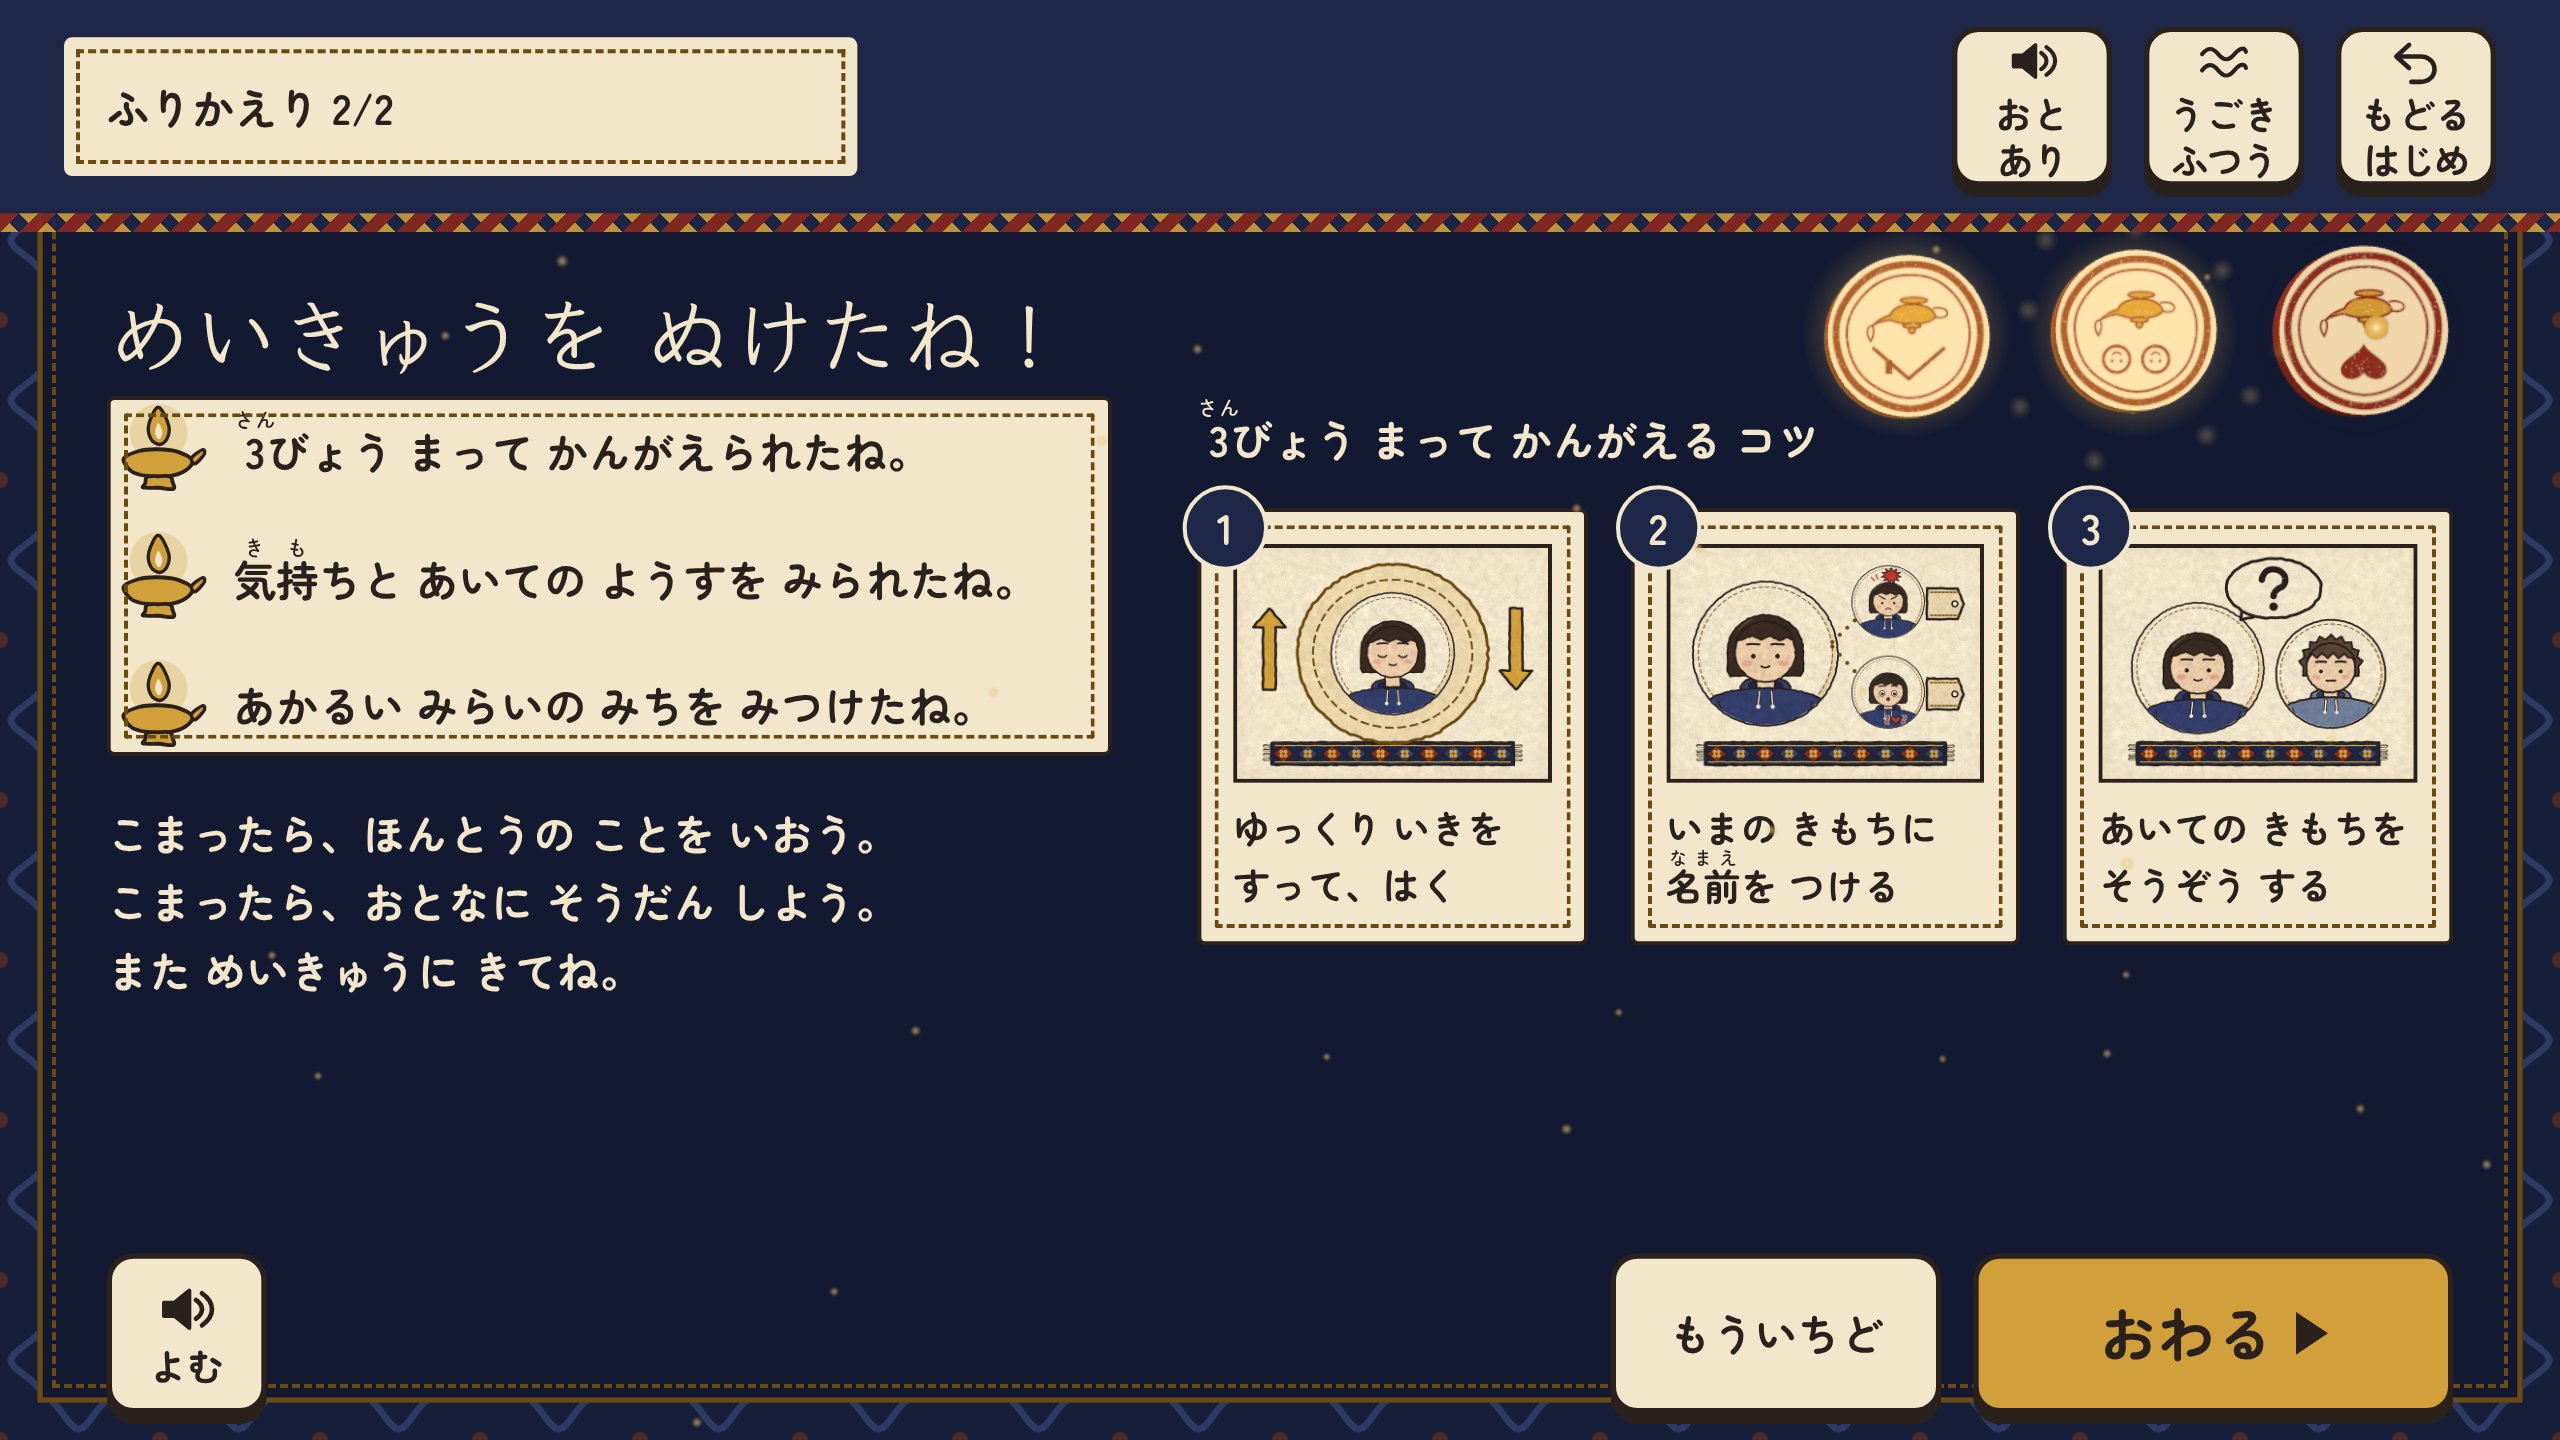 ふりかえり 2/2
おと
あり
うごき
ふつう
もどる
はじめ
めいきゅうを ぬけたね！
さん
3びょう まって かんがえられたね。
き も
気持ちと あいての ようすを みられたね。
あかるい みらいの みちを みつけたね。
こまったら、ほんとうの ことを いおう。
こまったら、おとなに そうだん しよう。
また めいきゅうに きてね。
さん
3びょう まって かんがえる コツ
1
ゆっくり いきを
すって、はく
2
いまの きもちに
なまえ
名前を つける
3
?
あいての きもちを
そうぞう する
よむ
もういちど
おわる